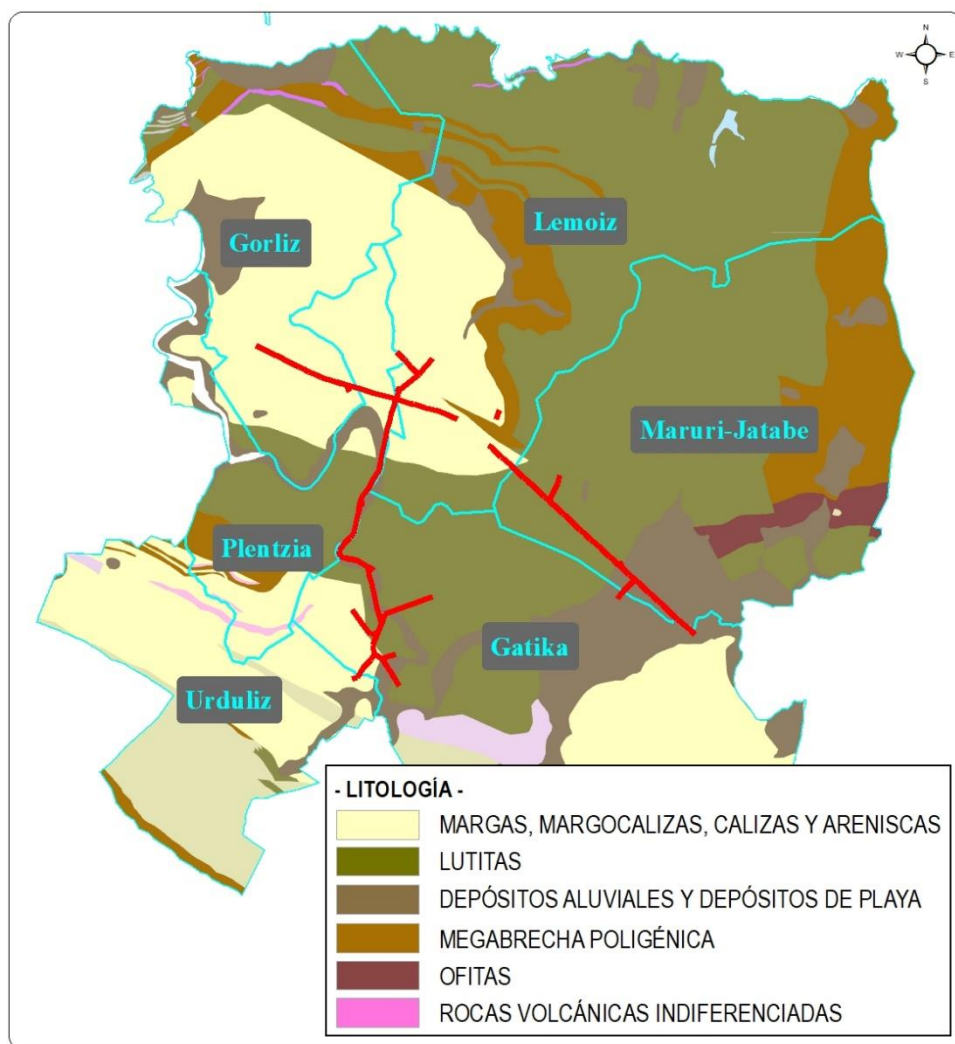 N
W E
S
Gorliz
Lemoiz
Maruri-Jatabe
Plentzia
Gatika
Urduliz
- LITOLOGÍA -
MARGAS, MARGOCALIZAS, CALIZAS Y ARENISCAS
LUTITAS
DEPÓSITOS ALUVIALES Y DEPÓSITOS DE PLAYA
MEGABRECHA POLIGÉNICA
OFITAS
ROCAS VOLCÁNICAS INDIFERENCIADAS